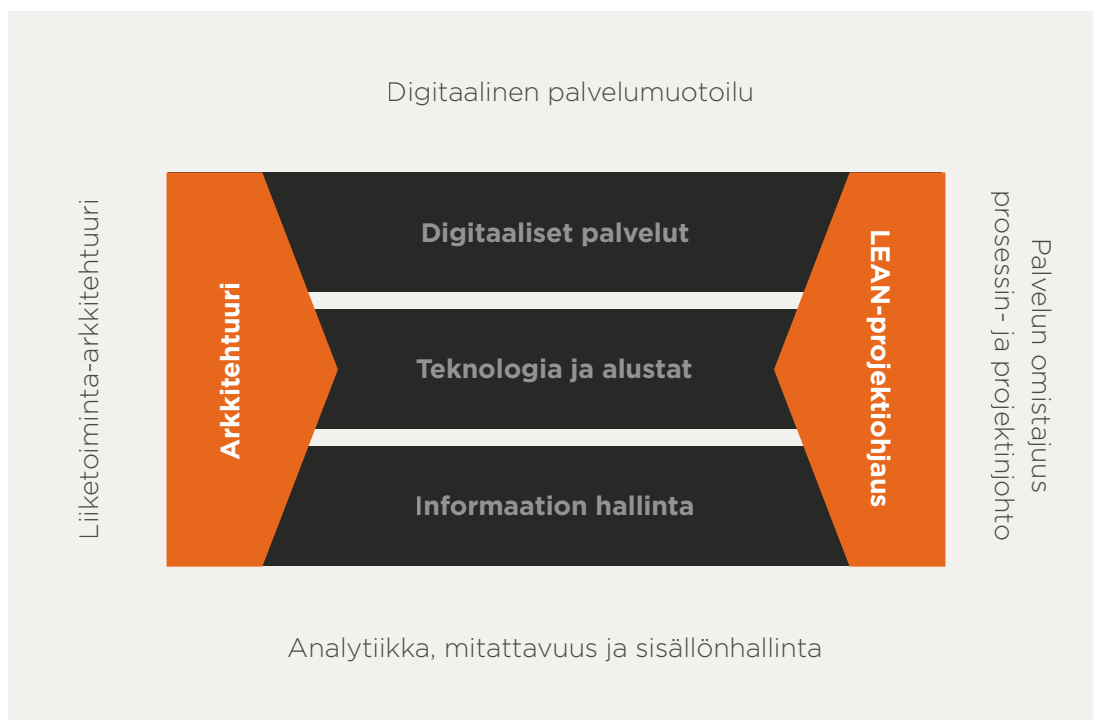 Digitaalinen palvelumuotoilu
Liiketoiminta-arkkitehtuuri
Arkkitehtuuri
Digitaaliset palvelut
Teknologia ja alustat
Informaation hallinta
LEAN-projektiohjaus
Palvelun omistajuus
prosessin- ja projektinjohto
Analytiikka, mitattavuus ja sisällönhallinta